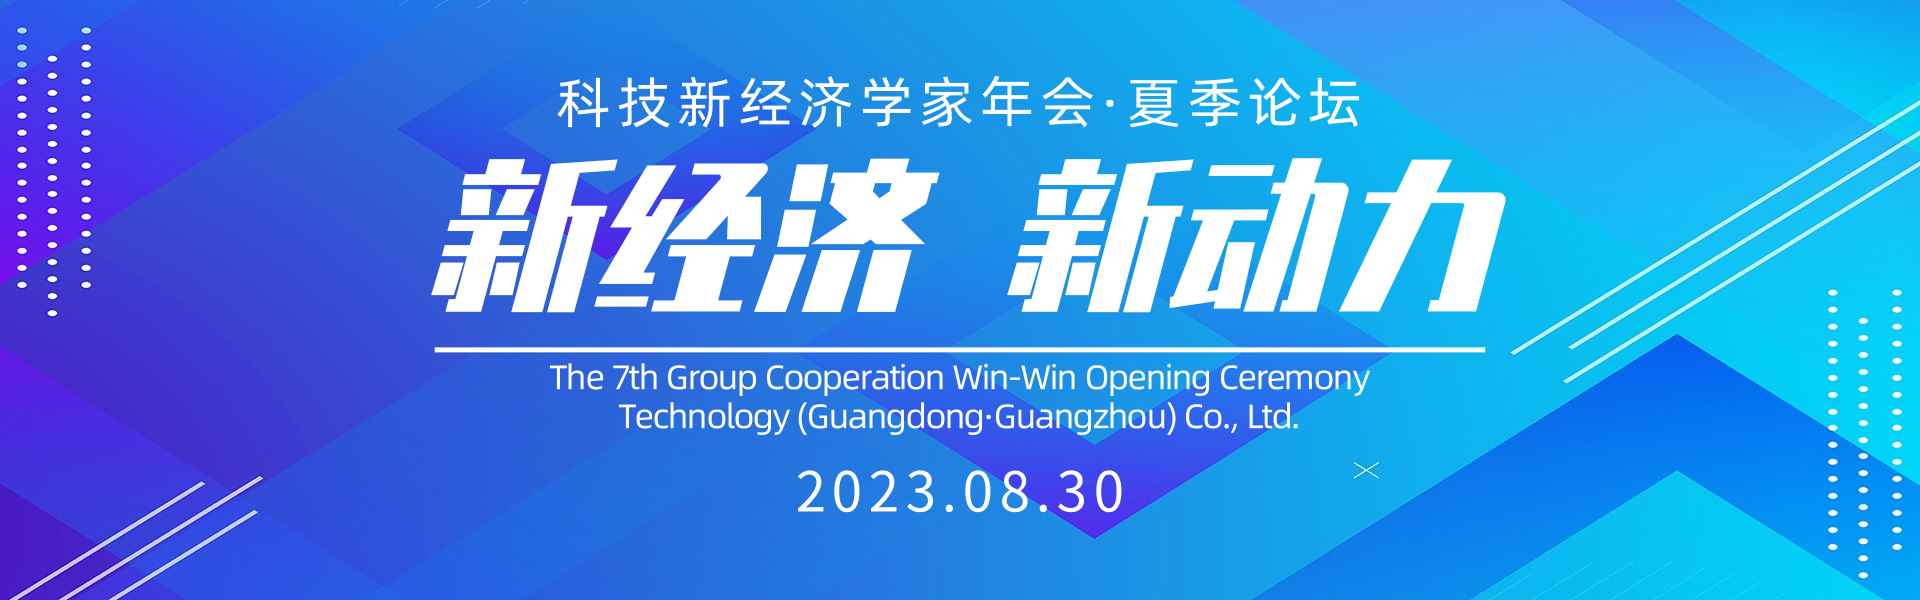 科技新经济学家年会·夏季论坛
新经济 新动力
The 7th Group Cooperation Win-Win Opening Ceremony
Technology (Guangdong·Guangzhou) Co., Ltd.
2023.08.30